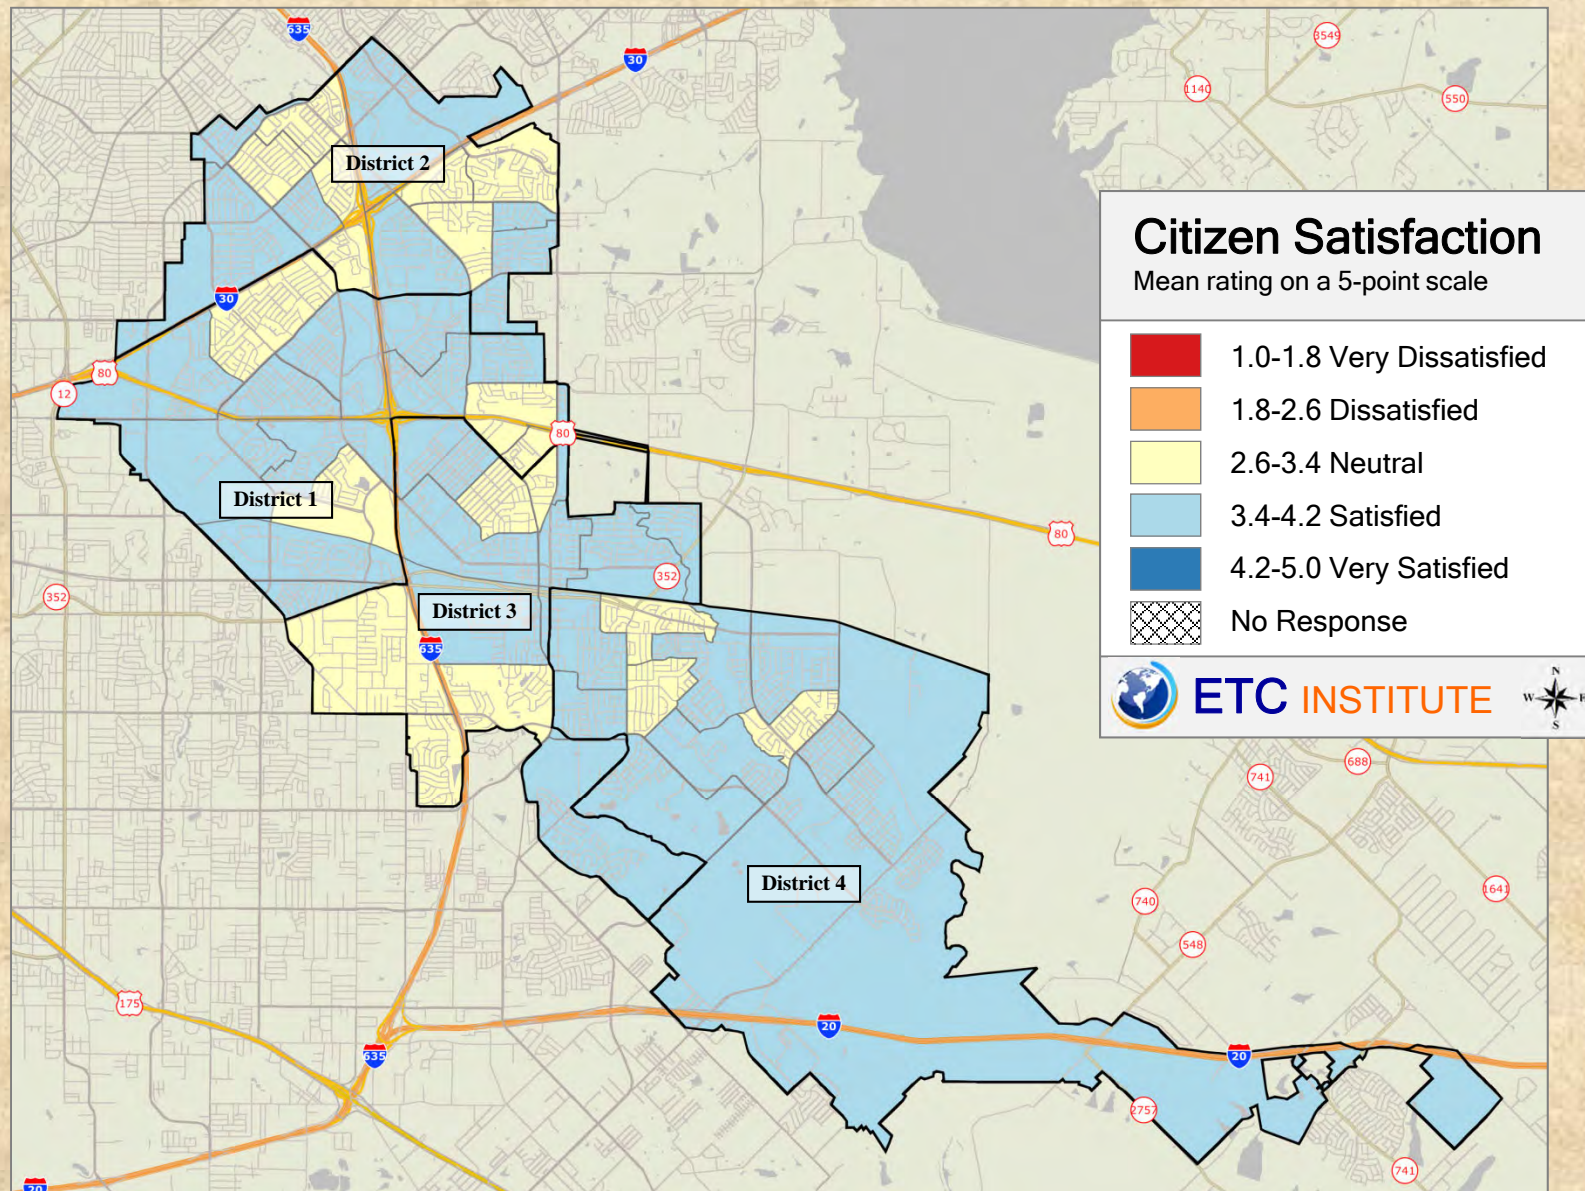 635
30
3549
1140
550
District 2
Citizen Satisfaction
Mean rating on a 5-point scale
30
80
12
1.0-1.8 Very Dissatisfied
1.8-2.6 Dissatisfied
2.6-3.4 Neutral
3.4-4.2 Satisfied
4.2-5.0 Very Satisfied
No Response
80
District 1
80
352
352
District 3
635
ETC INSTITUTE
N
W
E
S
741
688
District 4
740
1641
548
175
20
635
20
2757
741
20